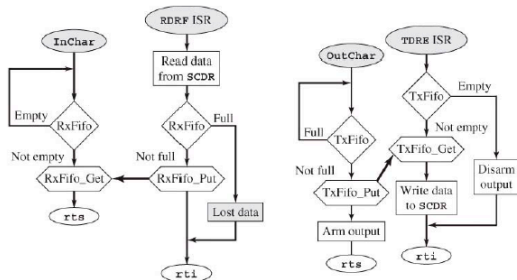 InChar
Empty
RxFifo
Not empty
RxFifo_Get
rts
RDRF ISR
Read data
from SCDR
RxFifo
Full
Not full
RxFifo_Put
Lost data
rti
OutChar
Full
TxFifo
Not full
TxFifo_Put
Arm output
rts
TDRE ISR
TxFifo
Empty
Not empty
TxFifo_Get
Write data
to SCDR
Disarm
output
rti